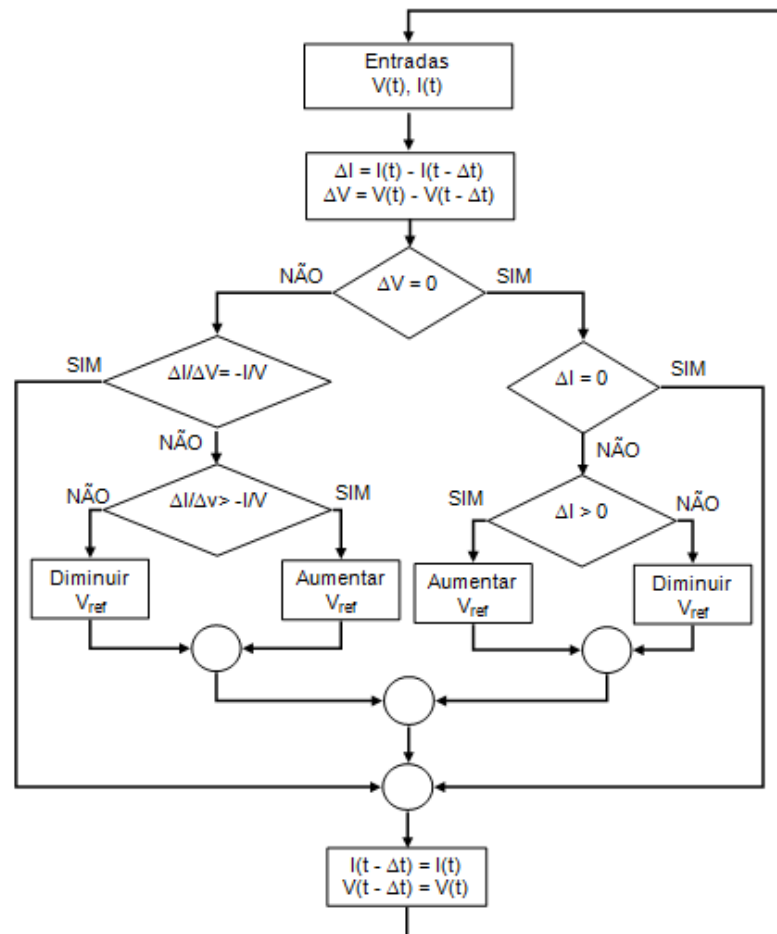 Entradas
V(t), I(t)
ΔI = I(t) - I(t - Δt)
ΔV = V(t) - V(t - Δt)
NÃO
ΔV = 0
SIM
SIM
ΔI/ΔV= -I/V
ΔI = 0
SIM
NÃO
NÃO
NÃO
ΔI/Δv> -I/V
SIM
SIM
ΔI > 0
NÃO
Diminuir
Vref
Aumentar
Vref
Aumentar
Vref
Diminuir
Vref
I(t - Δt) = I(t)
V(t - Δt) = V(t)